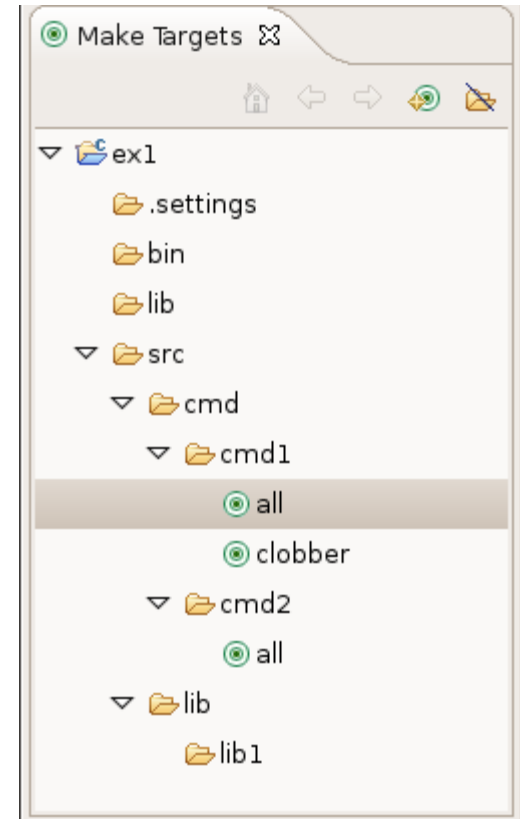 Make Targets
ex1
.settings
bin
lib
src
cmd
cmd1
all
clobber
cmd2
all
lib
lib1